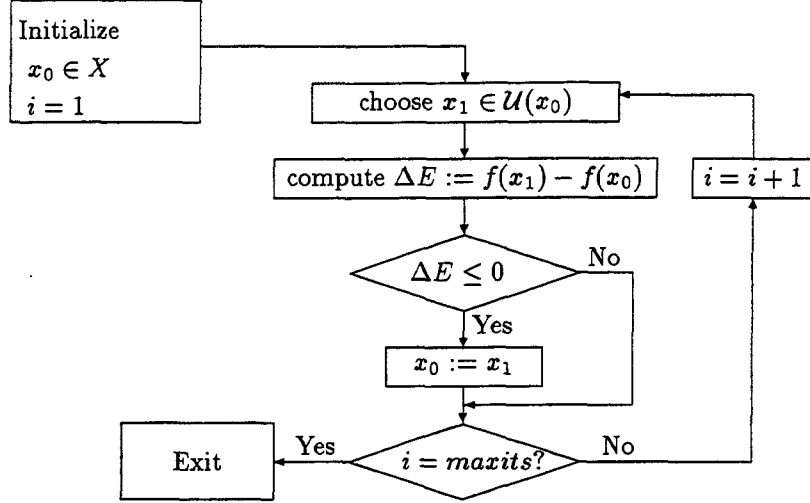 Initialize
x₀ ∈ X
i = 1
choose x₁ ∈ 𝒰(x₀)
compute ΔE := f(x₁) − f(x₀)
i = i + 1
ΔE ≤ 0
No
Yes
x₀ := x₁
Exit
Yes
i = maxits?
No